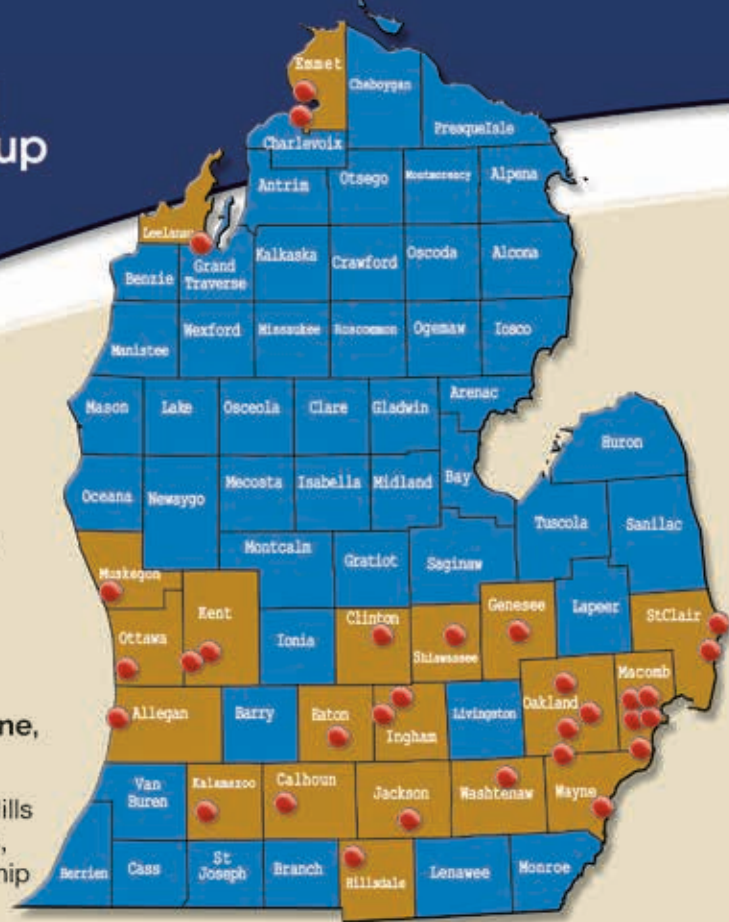 up
Emmet
Cheboygan
PresqueIsle
Charlevoix
Antrim
Otsego
Montmorency
Alpena
Leelanau
Benzie
Grand
Traverse
Kalkaska
Crawford
Oscoda
Alcona
Manistee
Wexford
Missaukee
Roscommon
Ogemaw
Iosco
Mason
Lake
Osceola
Clare
Gladwin
Arenac
Huron
Oceana
Newaygo
Mecosta
Isabella
Midland
Bay
Tuscola
Sanilac
Montcalm
Gratiot
Saginaw
Muskegon
Kent
Ottawa
Ionia
Clinton
Shiawassee
Genesee
Lapeer
StClair
Allegan
Barry
Eaton
Ingham
Livingston
Oakland
Macomb
ne,
Van
Buren
Kalamazoo
Calhoun
Jackson
Washtenaw
Wayne
ills
,
hip
Berrien
Cass
St
Joseph
Branch
Hillsdale
Lenawee
Monroe